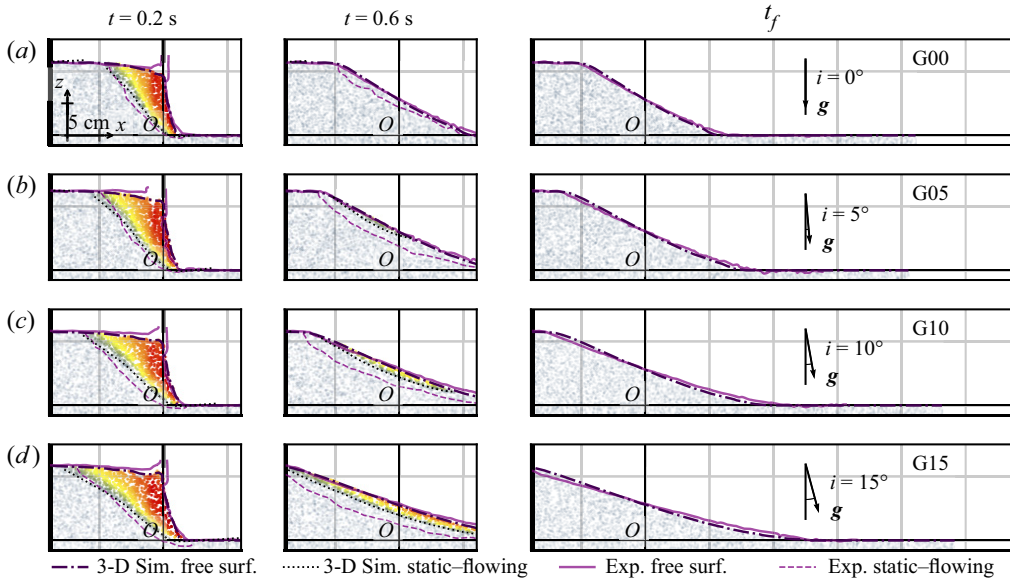 t = 0.2 s t = 0.6 s t_f
(a) G00
z i = 0°
5 cm x O O O g
(b) G05
i = 5°
O O O g
(c) G10
i = 10°
O O O g
(d) G15
i = 15°
O O O g
3-D Sim. free surf. 3-D Sim. static–flowing Exp. free surf. Exp. static–flowing